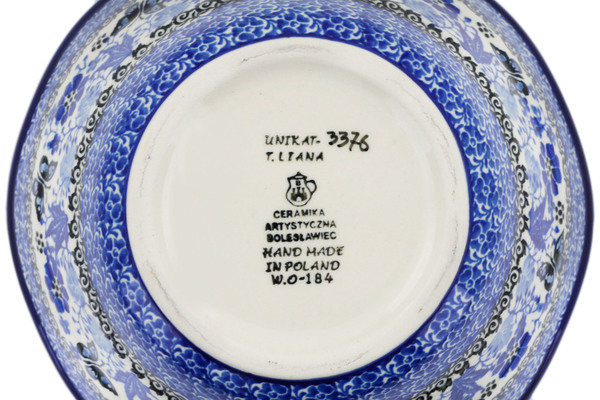 UNIKAT-3376
T. LIANA
CERAMIKA
ARTYSTYCZNA
BOLESŁAWIEC
HAND MADE
IN POLAND
W.O-184